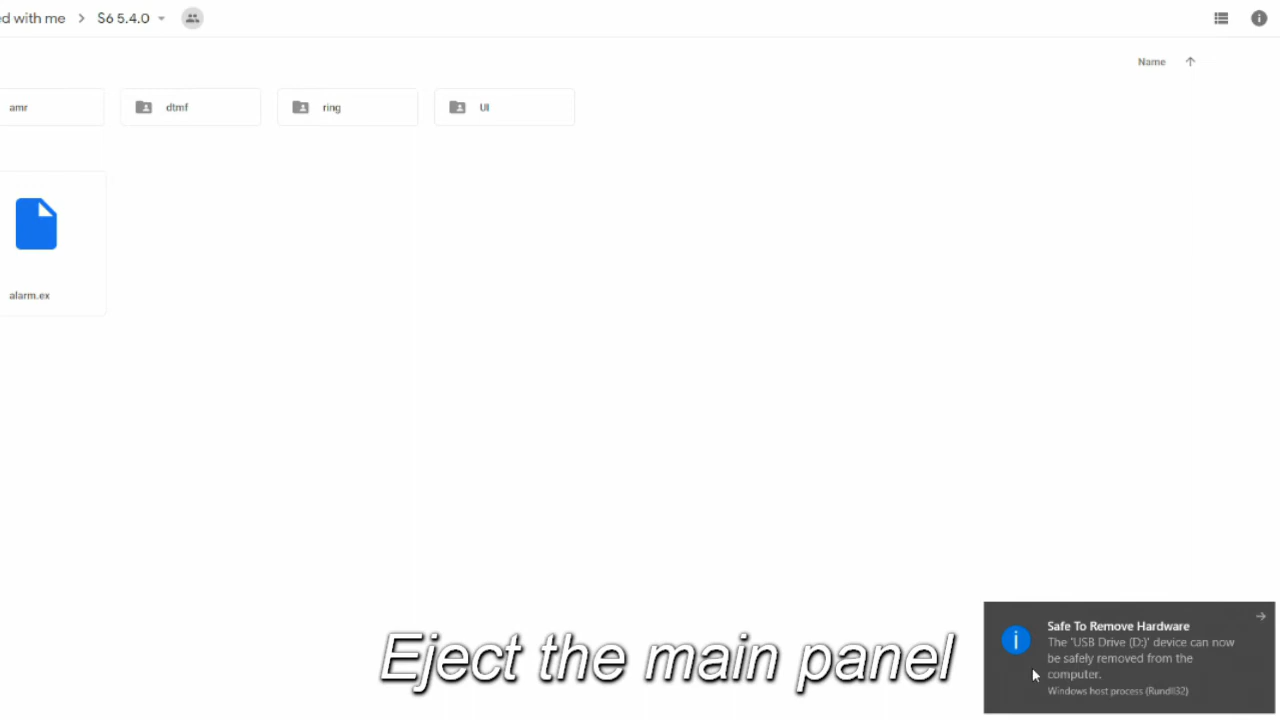 ed with me > S6 5.4.0
Name
amr
dtmf
ring
UI
alarm.ex
Eject the main panel
Safe To Remove Hardware
The 'USB Drive (D:)' device can now
be safely removed from the
computer.
Windows host process (Rundll32)